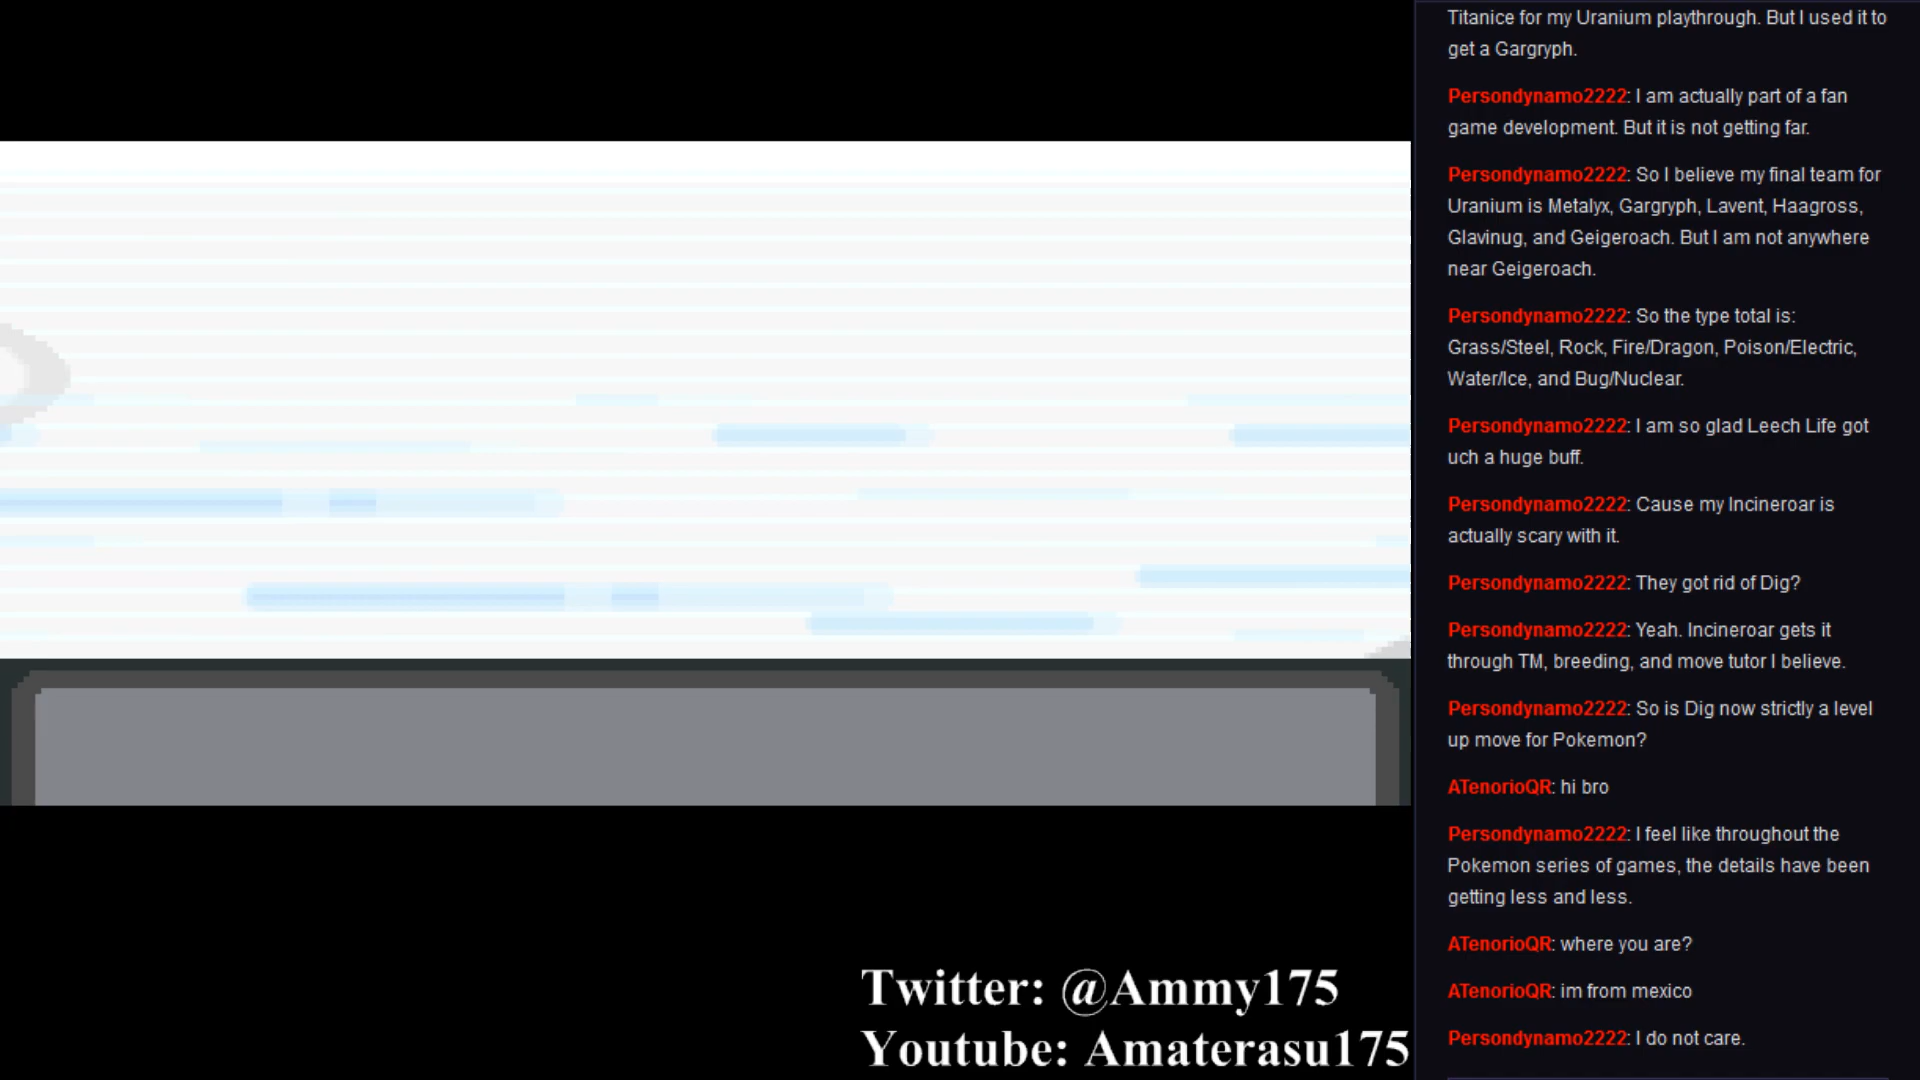 Titanice for my Uranium playthrough. But I used it to
get a Gargryph.
Persondynamo2222: I am actually part of a fan
game development. But it is not getting far.
Persondynamo2222: So I believe my final team for
Uranium is Metalyx, Gargryph, Lavent, Haagross,
Glavinug, and Geigeroach. But I am not anywhere
near Geigeroach.
Persondynamo2222: So the type total is:
Grass/Steel, Rock, Fire/Dragon, Poison/Electric,
Water/Ice, and Bug/Nuclear.
Persondynamo2222: I am so glad Leech Life got
uch a huge buff.
Persondynamo2222: Cause my Incineroar is
actually scary with it.
Persondynamo2222: They got rid of Dig?
Persondynamo2222: Yeah. Incineroar gets it
through TM, breeding, and move tutor I believe.
Persondynamo2222: So is Dig now strictly a level
up move for Pokemon?
ATenorioQR: hi bro
Persondynamo2222: I feel like throughout the
Pokemon series of games, the details have been
getting less and less.
ATenorioQR: where you are?
ATenorioQR: im from mexico
Persondynamo2222: I do not care.
Twitter: @Ammy175
Youtube: Amaterasu175